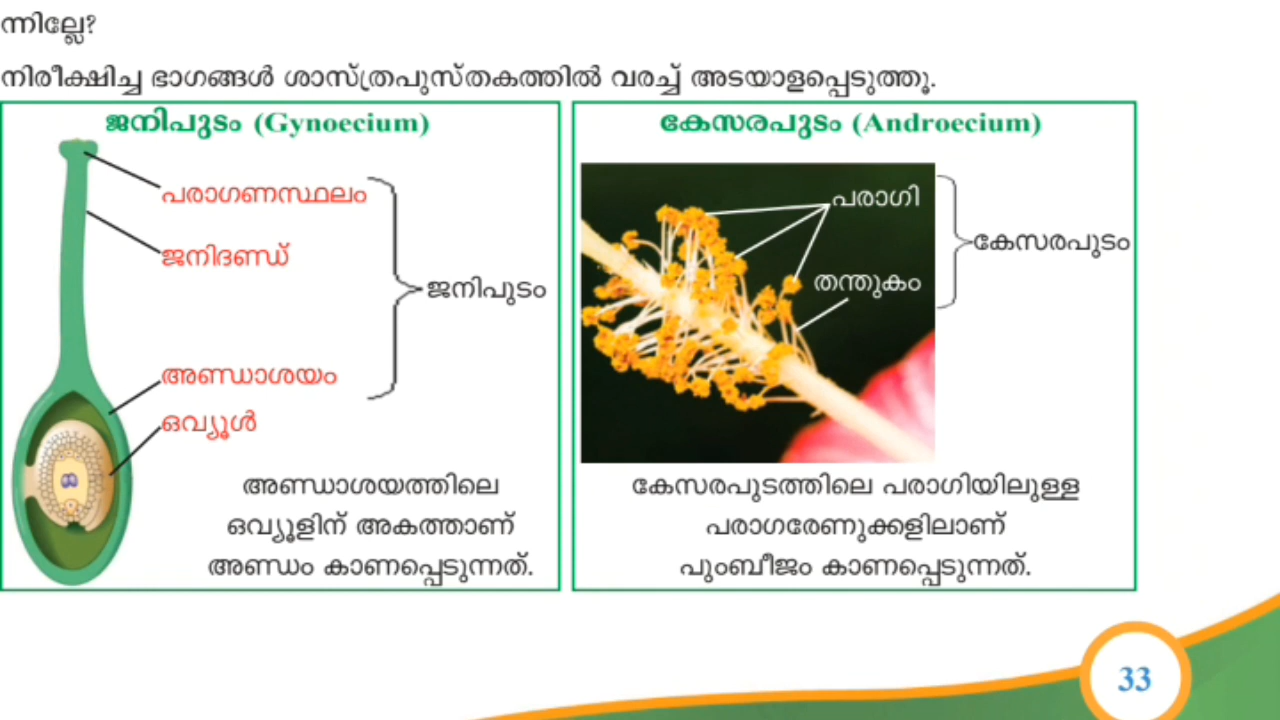 ന്നില്ലേ?
നിരീക്ഷിച്ച ഭാഗങ്ങൾ ശാസ്ത്രപുസ്തകത്തിൽ വരച്ച് അടയാളപ്പെടുത്തൂ.
ജനിപുടം (Gynoecium)
പരാഗണസ്ഥലം
ജനിദണ്ഡ്
ജനിപുടം
അണ്ഡാശയം
ഒവ്യൂൾ
അണ്ഡാശയത്തിലെ
ഒവ്യൂളിന് അകത്താണ്
അണ്ഡം കാണപ്പെടുന്നത്.
കേസരപുടം (Androecium)
പരാഗി
കേസരപുടം
തന്തുകം
കേസരപുടത്തിലെ പരാഗിയിലുള്ള
പരാഗരേണുക്കളിലാണ്
പുംബീജം കാണപ്പെടുന്നത്.
33